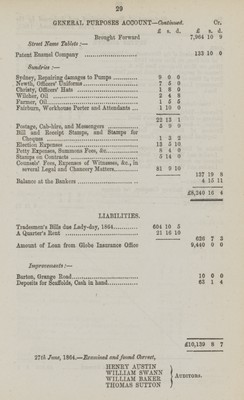 29
GENERAL PURPOSES ACCOUNT—Continued. Cr.
£ s. d. £ s. d.
Brought Forward 7,964 10 9
Street Name Tablets :—
Patent Enamel Company 133 10 0
Sundries :—
Sydney, Repairing damages to Pumps 9 0 0
Newth, Officers' Uniforms 7 5 0
Christy, Officers' Hats 1 8 0
Wilcher, Oil 2 4 8
Farmer, Oil 1 5 5
Fairburn, Workhouse Porter and Attendants 1 10 0
22 13 1
Postage, Cab-hire, and Messengers 5 0 0
Bill and Receipt Stamps, and Stamps for
Cheques 1 2 2
Election Expenses 13 5 10
Petty Expenses, Summons Fees, &c. 8 4 0
Stamps on Contracts 5 14 0
Counsels' Fees, Expenses of Witnesses, &c., in
several Legal and Chancery Matters 81 9 10
137 19 8
Balance at the Bankers 4 15 11
£8,240 16 4
LIABILITIES.
Tradesmen's Bills due Lady-day, 1864 604 10 5
A Quarter's Rent 21 16 10
626 7 3
Amount of Loan from Globe Insurance Office 9,440 0 0
Improvements :—
Burton, Grange Road 10 0 0
Deposits for Scaffolds, Cash in hand 63 1 4
£10,139 8 7
27th June, 1864.—Examined and found Correct,
HENRY AUSTIN
WILLIAM SWANN
WILLIAM BAKER
THOMAS SUTTON
AUDITORS.